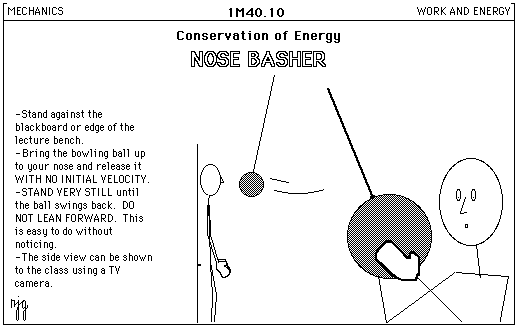 MECHANICS
1M40.10
WORK AND ENERGY
Conservation of Energy
NOSE BASHER
-Stand against the
blackboard or edge of the
lecture bench.
-Bring the bowling ball up
to your nose and release it
WITH NO INITIAL VELOCITY.
-STAND VERY STILL until
the ball swings back. DO
NOT LEAN FORWARD. This
is easy to do without
noticing.
-The side view can be shown
to the class using a TV
camera.